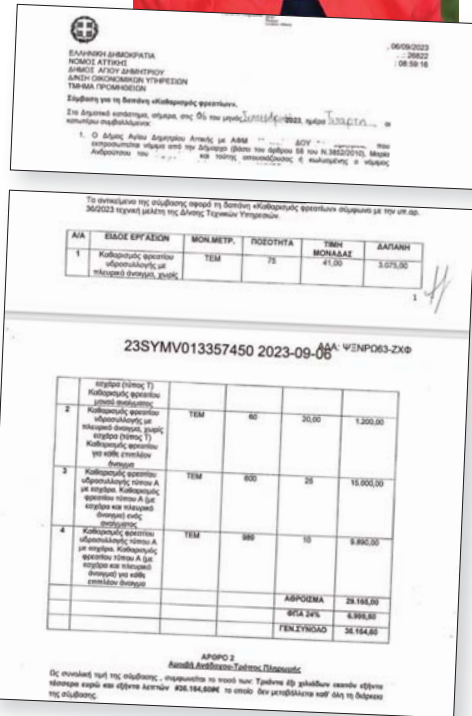 06/09/2023
: 26822
: 08:59:16
ΕΛΛΗΝΙΚΗ ΔΗΜΟΚΡΑΤΙΑ
ΝΟΜΟΣ ΑΤΤΙΚΗΣ
ΔΗΜΟΣ ΑΓΙΟΥ ΔΗΜΗΤΡΙΟΥ
Δ/ΝΣΗ ΟΙΚΟΝΟΜΙΚΩΝ ΥΠΗΡΕΣΙΩΝ
ΤΜΗΜΑ ΠΡΟΜΗΘΕΙΩΝ
Σύμβαση για τη δαπάνη «Καθαρισμός φρεατίων».
Στο Δημοτικό κατάστημα, σήμερα, στις 06 του μηνός Σεπτεμβρίου 2023, ημέρα Τετάρτη οι
κατωτέρω συμβαλλόμενοι:
1. Ο Δήμος Αγίου Δημητρίου Αττικής με ΑΦΜ ΔΟΥ που
εκπροσωπείται νόμιμα από την Δήμαρχο (βάσει του άρθρου 58 του Ν.3852/2010), Μαρία
Ανδρούτσου του και ταύτης απουσιάζουσας ή κωλυομένης ο νόμιμος
Το αντικείμενο της σύμβασης αφορά τη δαπάνη «Καθαρισμός φρεατίων» σύμφωνα με την υπ.αρ.
36/2023 τεχνική μελέτη της Δ/νσης Τεχνικών Υπηρεσιών.
Α/Α ΕΙΔΟΣ ΕΡΓΑΣΙΩΝ ΜΟΝ.ΜΕΤΡ. ΠΟΣΟΤΗΤΑ ΤΙΜΗ ΜΟΝΑΔΑΣ ΔΑΠΑΝΗ
1 Καθαρισμός φρεατίου ΤΕΜ 75 41,00 3.075,00
υδροσυλλογής με
πλευρικό άνοιγμα, χωρίς
1
23SYMV013357450 2023-09-06
ΑΔΑ: ΨΞΝΡΩ63-ΖΧΦ
εσχάρα (τύπος Τ)
Καθαρισμός φρεατίου
μονού ανοίγματος
2 Καθαρισμός φρεατίου ΤΕΜ 60 20,00 1.200,00
υδροσυλλογής με
πλευρικό άνοιγμα, χωρίς
εσχάρα (τύπος Τ)
Καθαρισμός φρεατίου
για κάθε επιπλέον
άνοιγμα
3 Καθαρισμός φρεατίου ΤΕΜ 600 25 15.000,00
υδροσυλλογής τύπου Α
με εσχάρα. Καθαρισμός
φρεατίου τύπου Α (με
εσχάρα και πλευρικό
άνοιγμα) ενός
ανοίγματος
4 Καθαρισμός φρεατίου ΤΕΜ 989 10 9.890,00
υδροσυλλογής τύπου Α
με εσχάρα. Καθαρισμός
φρεατίου τύπου Α (με
εσχάρα και πλευρικό
άνοιγμα) για κάθε
επιπλέον άνοιγμα
ΑΘΡΟΙΣΜΑ 29.165,00
ΦΠΑ 24% 6.999,60
ΓΕΝ.ΣΥΝΟΛΟ 36.164,60
ΑΡΘΡΟ 2
Αμοιβή Αναδόχου-Τρόπος Πληρωμής
Ως συνολική τιμή της σύμβασης , συμφωνείται το ποσό των: Τριάντα έξι χιλιάδων εκατόν εξήντα
τέσσερα ευρώ και εξήντα λεπτών #36.164,60€# το οποίο δεν μεταβάλλεται καθ' όλη τη διάρκεια
της σύμβασης.